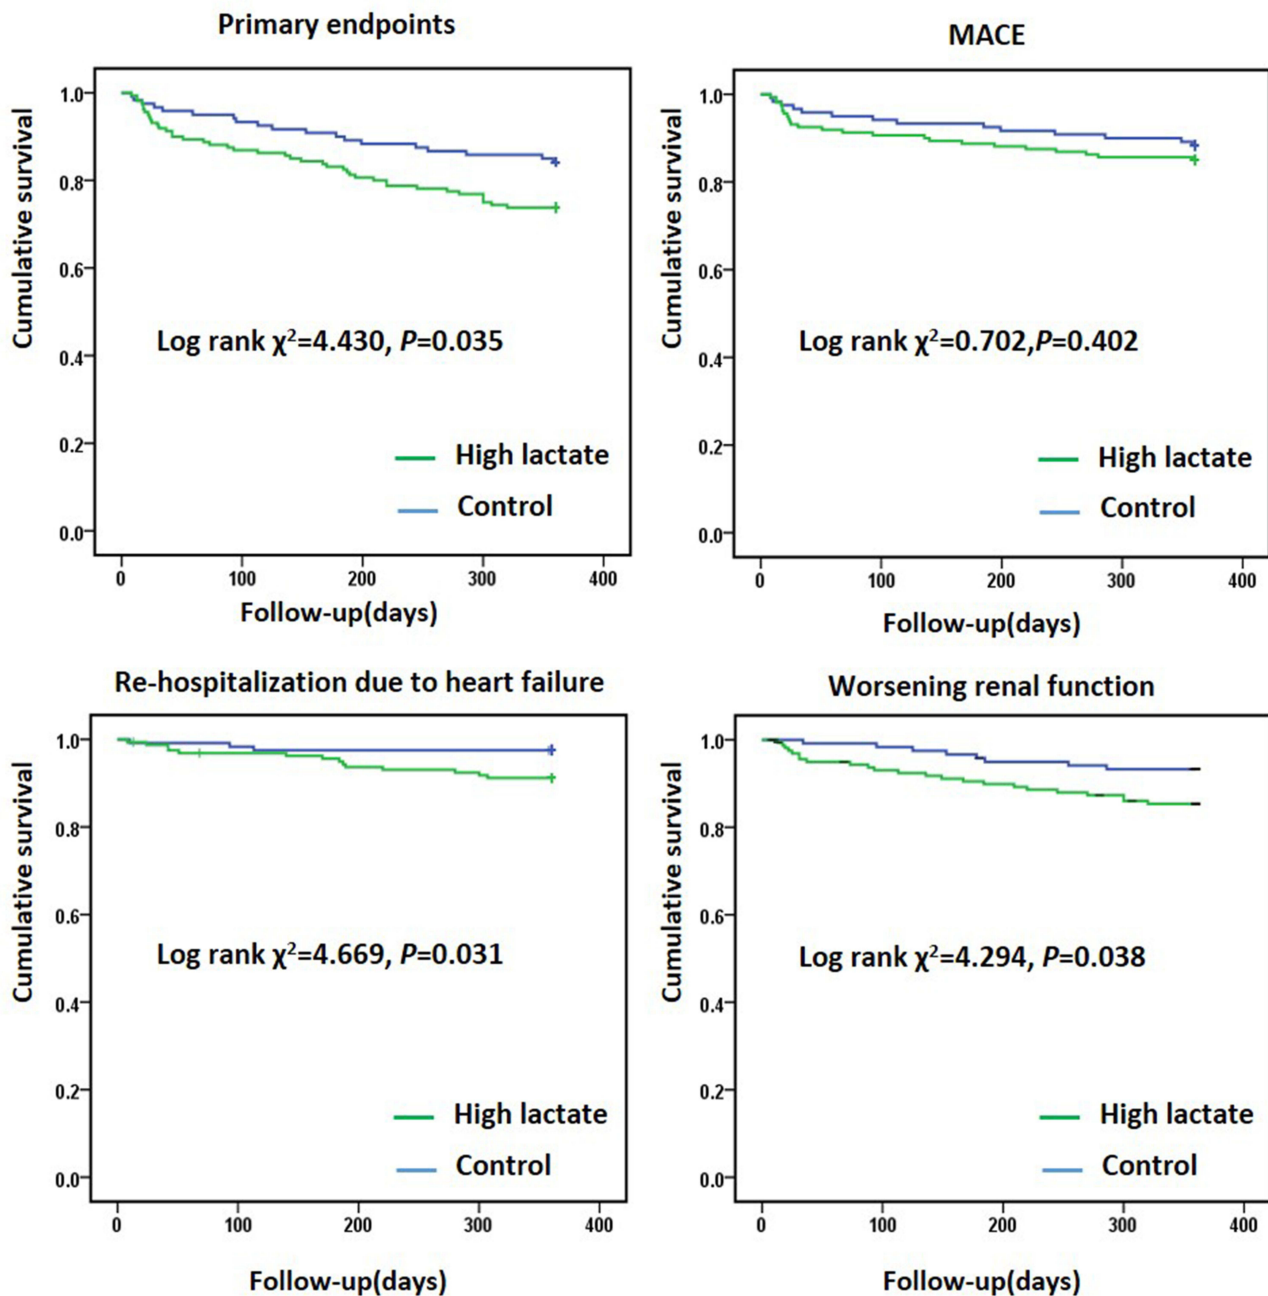 Primary endpoints
Cumulative survival
1.0
0.8
0.6
0.4
0.2
0.0
Log rank χ²=4.430, P=0.035
High lactate
Control
0 100 200 300 400
Follow-up(days)
MACE
Cumulative survival
1.0
0.8
0.6
0.4
0.2
0.0
Log rank χ²=0.702,P=0.402
High lactate
Control
0 100 200 300 400
Follow-up(days)
Re-hospitalization due to heart failure
Cumulative survival
1.0
0.8
0.6
0.4
0.2
0.0
Log rank χ²=4.669, P=0.031
High lactate
Control
0 100 200 300 400
Follow-up(days)
Worsening renal function
Cumulative survival
1.0
0.8
0.6
0.4
0.2
0.0
Log rank χ²=4.294, P=0.038
High lactate
Control
0 100 200 300 400
Follow-up(days)